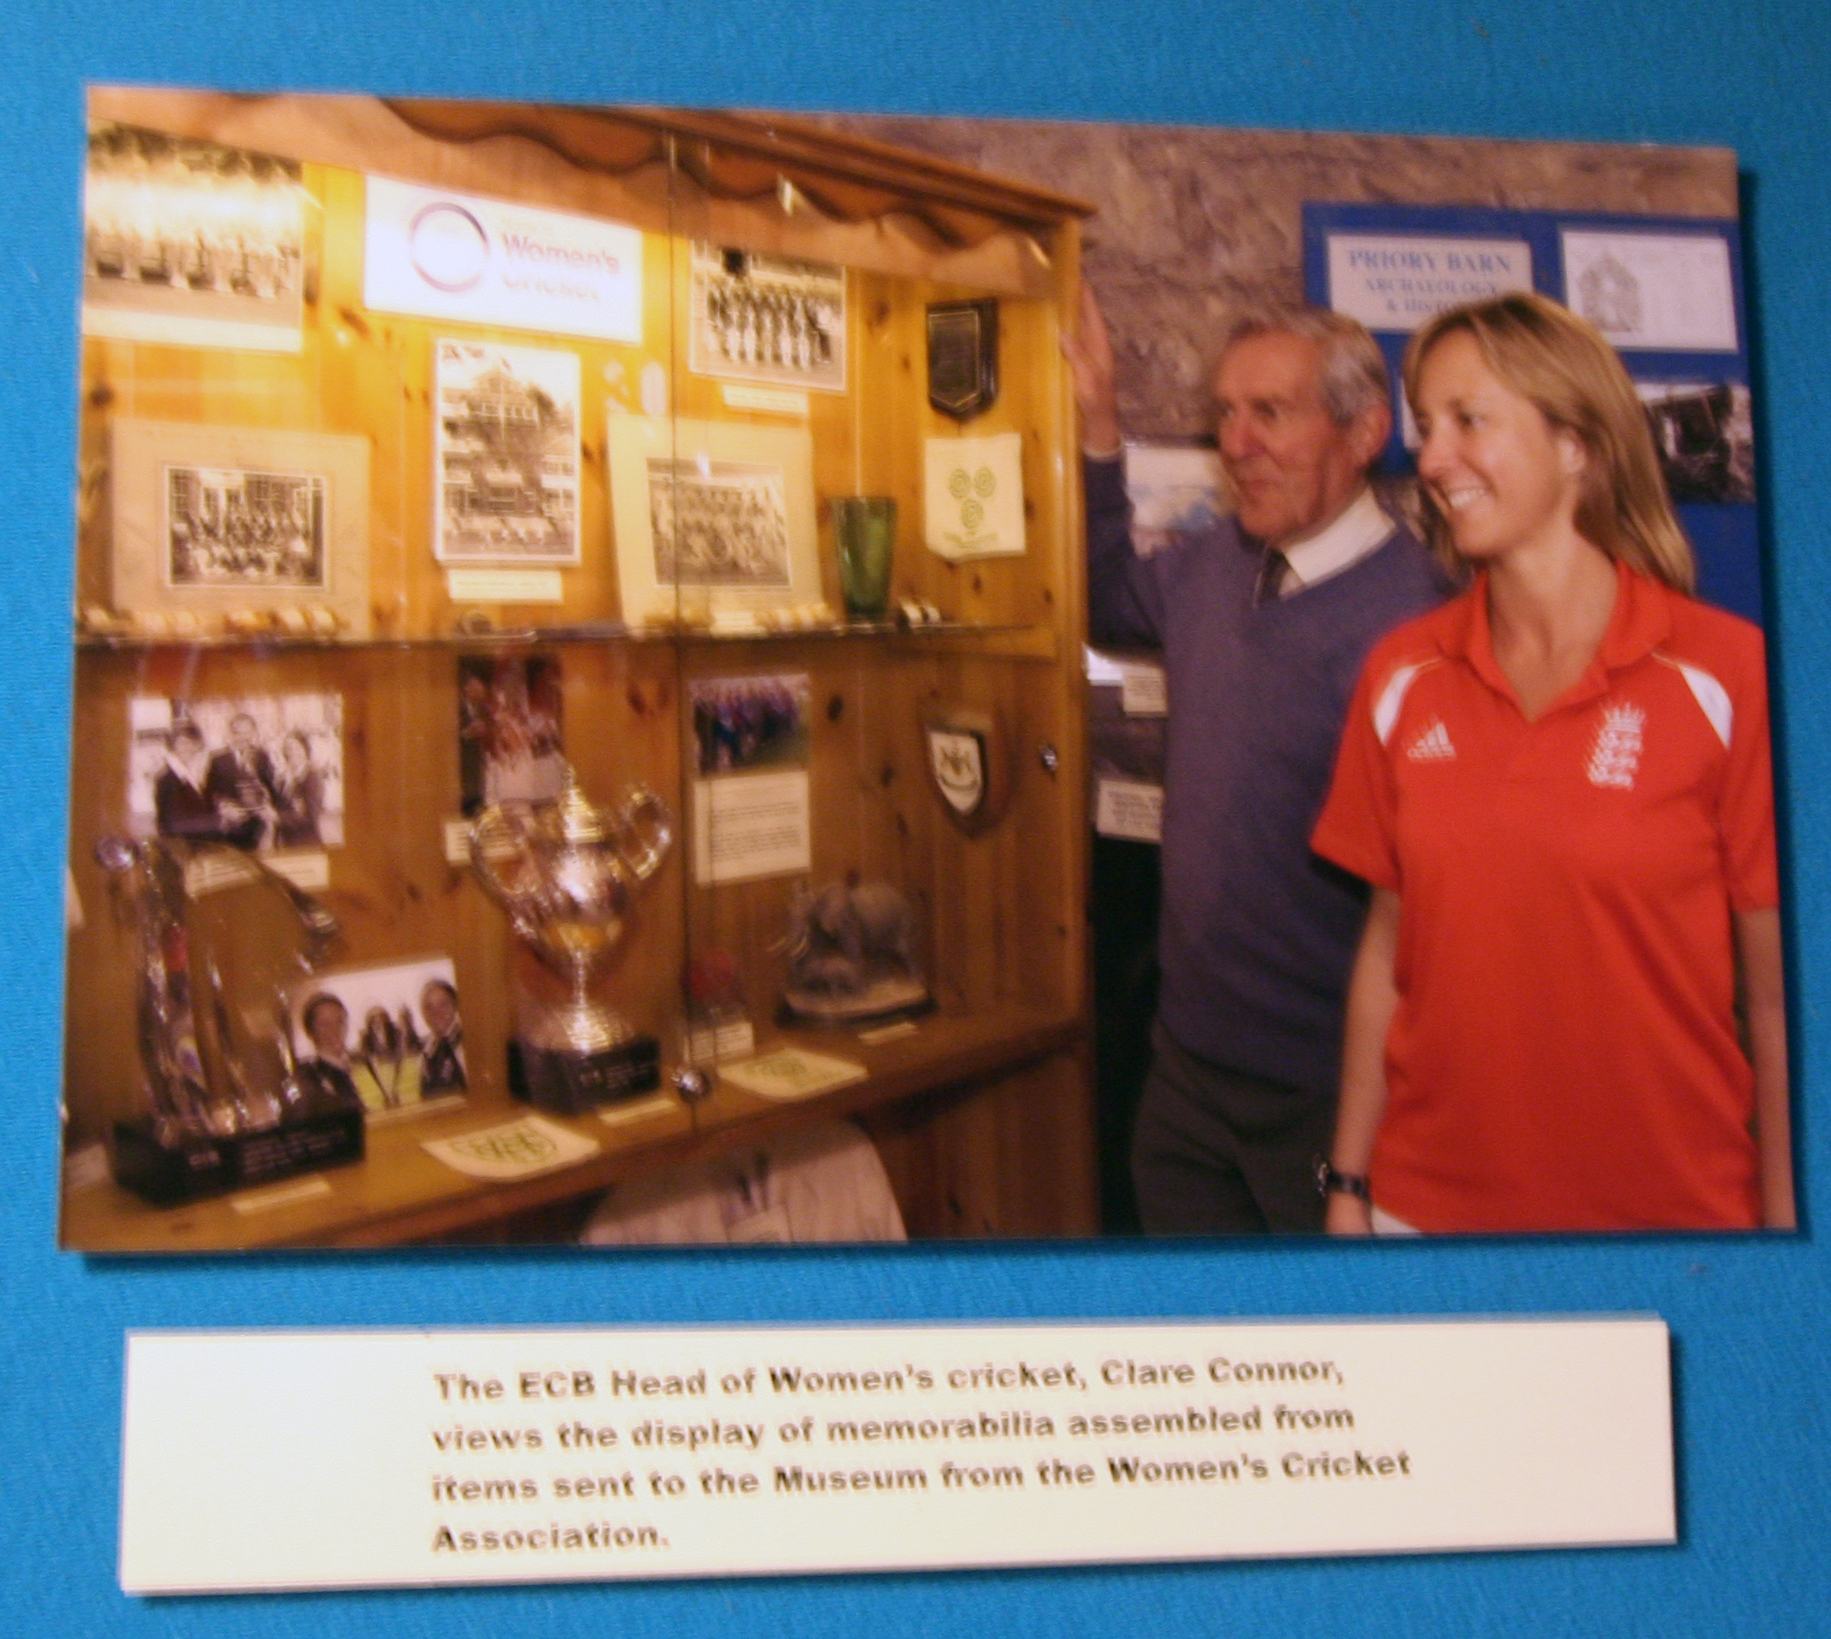 Women's
Cricket
PRIORY BARN
ARCHAEOLOGY
adidas
The ECB Head of Women's cricket, Clare Connor,
views the display of memorabilia assembled from
items sent to the Museum from the Women's Cricket
Association.